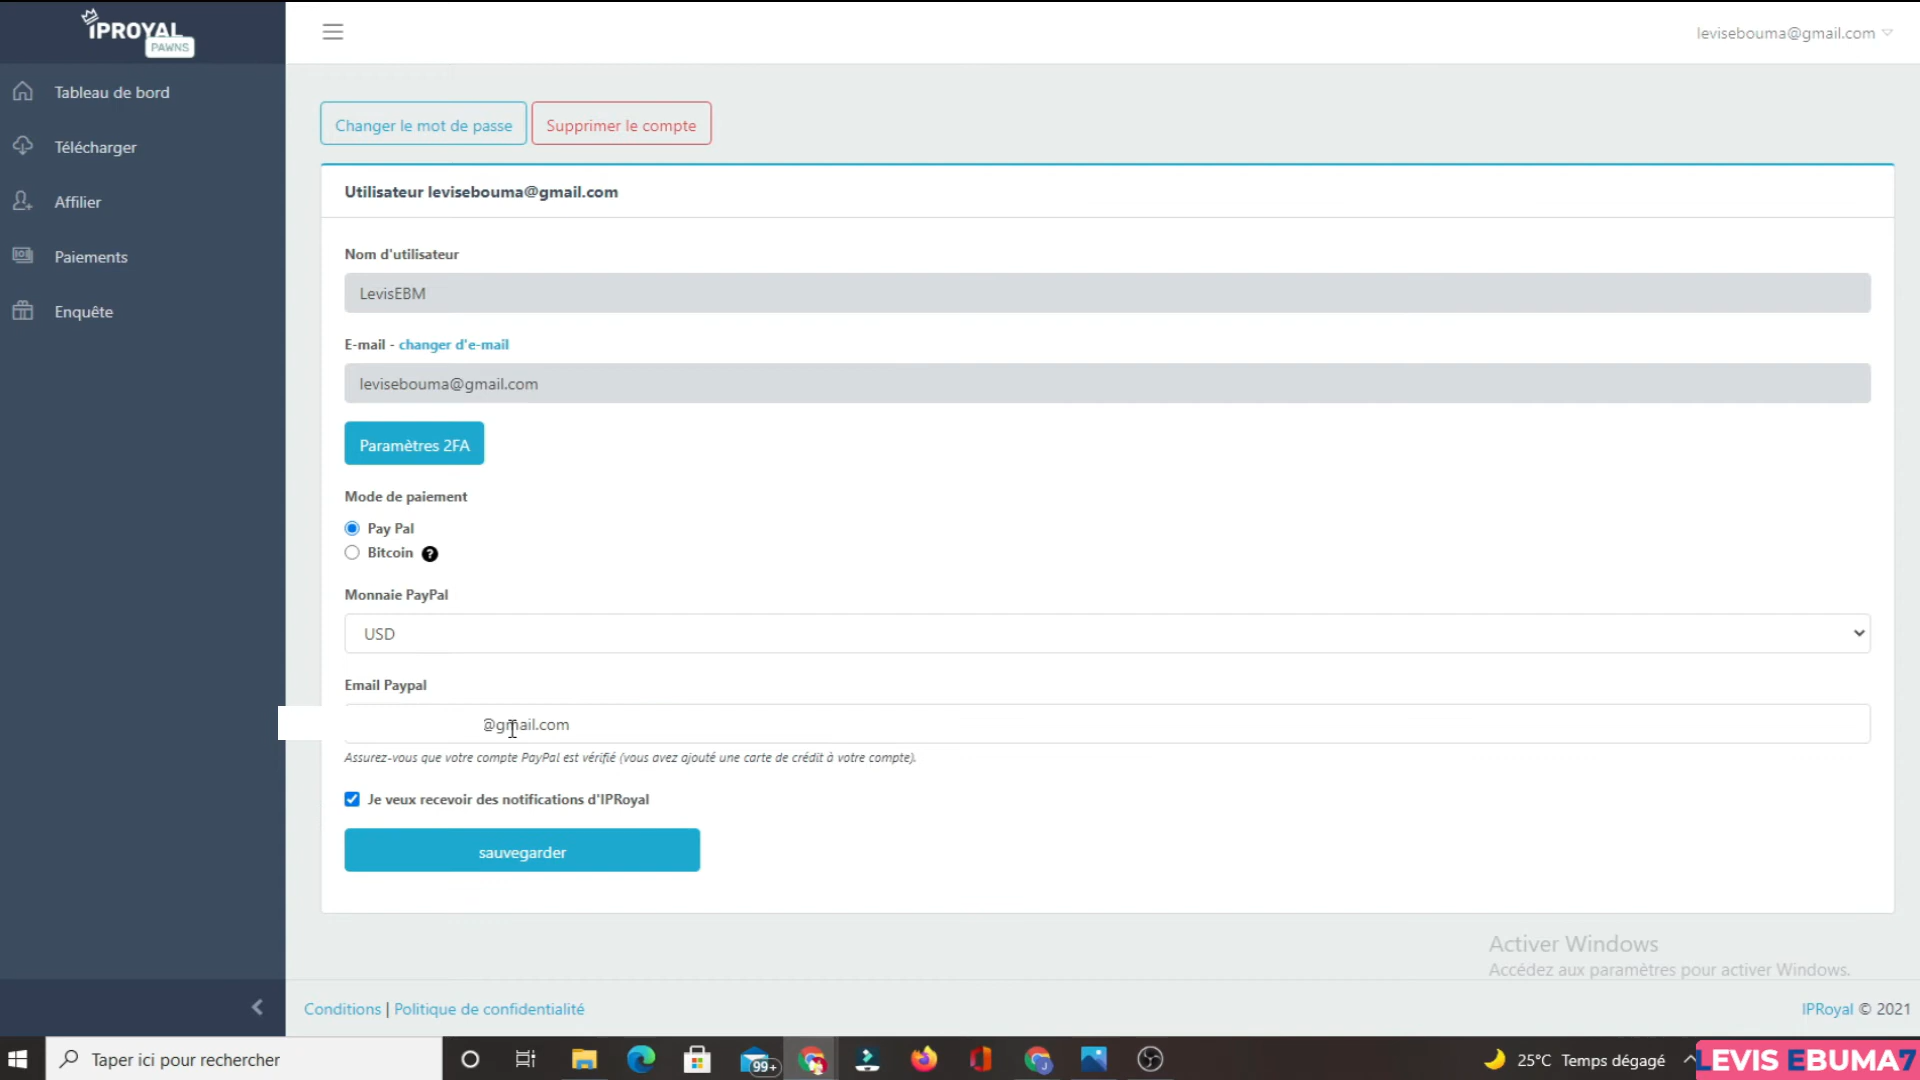 IPROYAL
PAWNS
levisebouma@gmail.com
Tableau de bord
Télécharger
Affilier
Paiements
Enquête
Changer le mot de passe
Supprimer le compte
Utilisateur levisebouma@gmail.com
Nom d'utilisateur
LevisEBM
E-mail - changer d'e-mail
levisebouma@gmail.com
Paramètres 2FA
Mode de paiement
Pay Pal
Bitcoin ?
Monnaie PayPal
USD
Email Paypal
@gmail.com
Assurez-vous que votre compte PayPal est vérifié (vous avez ajouté une carte de crédit à votre compte).
Je veux recevoir des notifications d'IPRoyal
sauvegarder
Activer Windows
Accédez aux paramètres pour activer Windows.
Conditions | Politique de confidentialité
IPRoyal © 2021
Taper ici pour rechercher
99+
J
25°C Temps dégagé
LEVIS EBUMA7